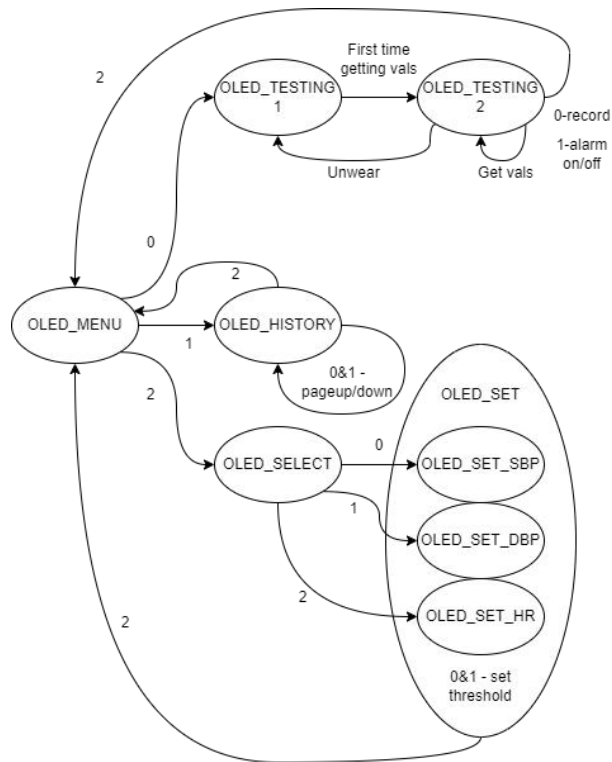 2
First time
getting vals
OLED_TESTING
1
OLED_TESTING
2
0-record
1-alarm
on/off
Unwear
Get vals
0
2
OLED_MENU
1
OLED_HISTORY
0&1 -
pageup/down
2
OLED_SELECT
0
1
2
OLED_SET
OLED_SET_SBP
OLED_SET_DBP
OLED_SET_HR
0&1 - set
threshold
2